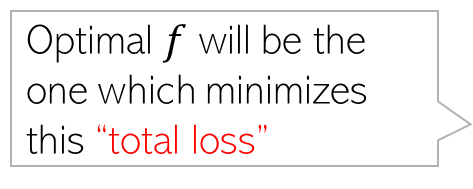 Optimal f will be the
one which minimizes
this “total loss”